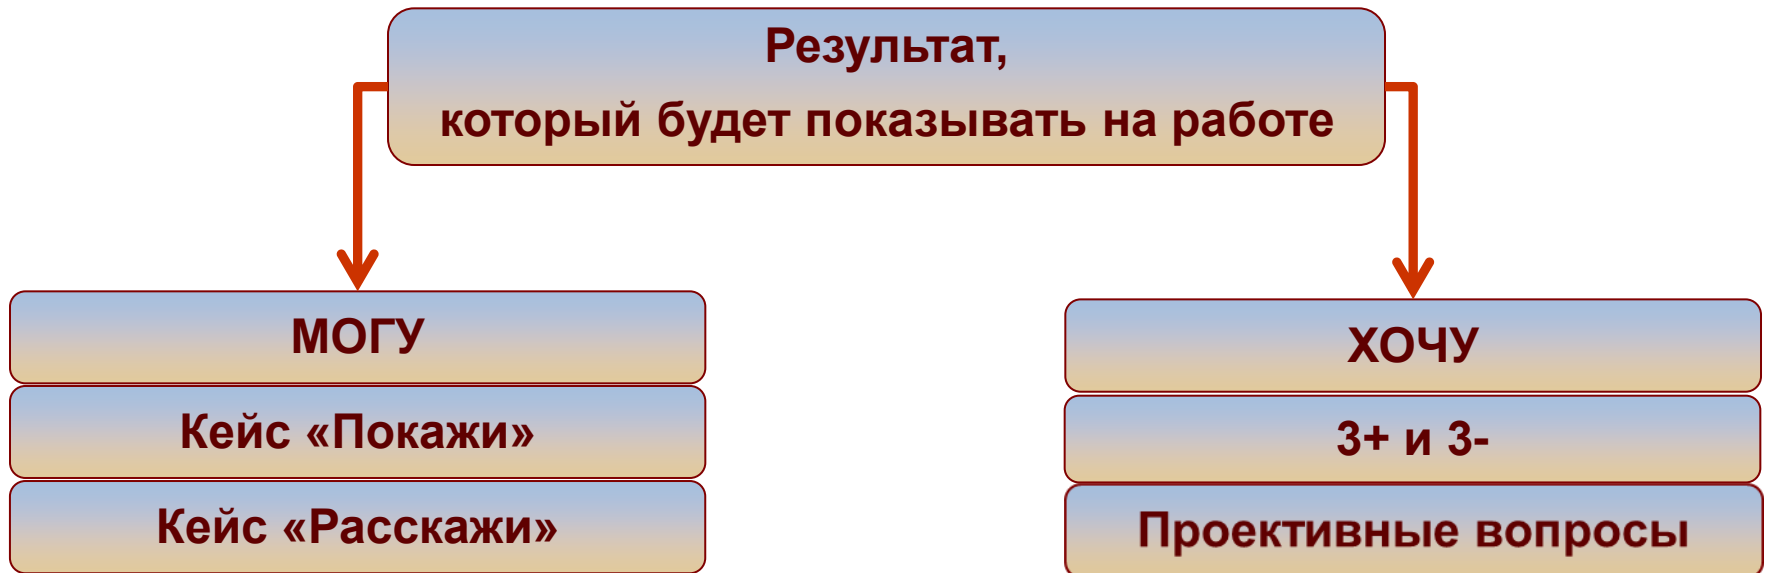 Результат,
который будет показывать на работе
МОГУ
Кейс «Покажи»
Кейс «Расскажи»
ХОЧУ
3+ и 3-
Проективные вопросы